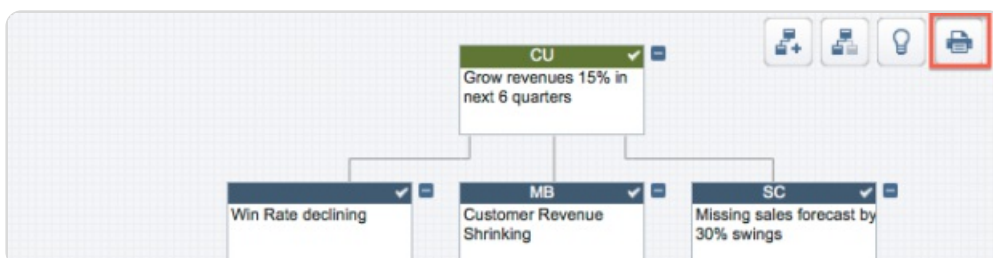 CU
Grow revenues 15% in
next 6 quarters
Win Rate declining
MB
Customer Revenue
Shrinking
SC
Missing sales forecast by
30% swings